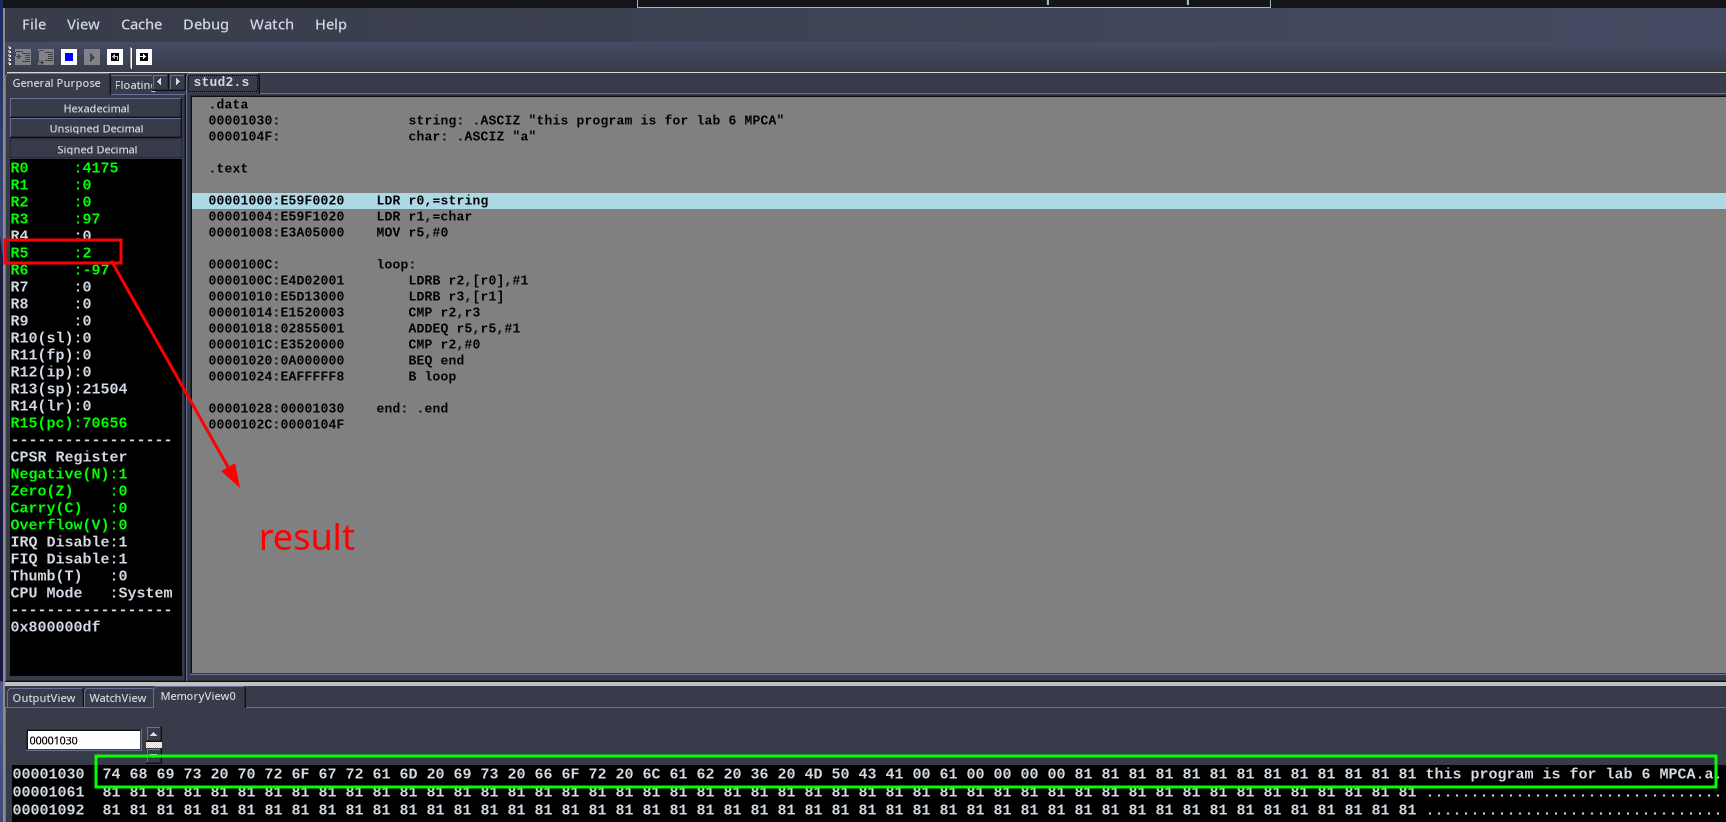 File View Cache Debug Watch Help
General Purpose Floating
stud2.s
Hexadecimal
Unsigned Decimal
Signed Decimal
R0 :4175
R1 :0
R2 :0
R3 :97
R4 :0
R5 :2
R6 :-97
R7 :0
R8 :0
R9 :0
R10(sl):0
R11(fp):0
R12(ip):0
R13(sp):21504
R14(lr):0
R15(pc):70656
------------------
CPSR Register
Negative(N):1
Zero(Z) :0
Carry(C) :0
Overflow(V):0
IRQ Disable:1
FIQ Disable:1
Thumb(T) :0
CPU Mode :System
------------------
0x800000df
.data
00001030: string: .ASCIZ "this program is for lab 6 MPCA"
0000104F: char: .ASCIZ "a"
.text
00001000:E59F0020 LDR r0,=string
00001004:E59F1020 LDR r1,=char
00001008:E3A05000 MOV r5,#0
0000100C: loop:
0000100C:E4D02001 LDRB r2,[r0],#1
00001010:E5D13000 LDRB r3,[r1]
00001014:E1520003 CMP r2,r3
00001018:02855001 ADDEQ r5,r5,#1
0000101C:E3520000 CMP r2,#0
00001020:0A000000 BEQ end
00001024:EAFFFFF8 B loop
00001028:00001030 end: .end
0000102C:0000104F
result
OutputView WatchView MemoryView0
00001030
00001030 74 68 69 73 20 70 72 6F 67 72 61 6D 20 69 73 20 66 6F 72 20 6C 61 62 20 36 20 4D 50 43 41 00 61 00 00 00 00 81 81 81 81 81 81 81 81 81 81 81 81 81 this program is for lab 6 MPCA.a.
00001061 81 81 81 81 81 81 81 81 81 81 81 81 81 81 81 81 81 81 81 81 81 81 81 81 81 81 81 81 81 81 81 81 81 81 81 81 81 81 81 81 81 81 81 81 81 81 81 81 81 .................................
00001092 81 81 81 81 81 81 81 81 81 81 81 81 81 81 81 81 81 81 81 81 81 81 81 81 81 81 81 81 81 81 81 81 81 81 81 81 81 81 81 81 81 81 81 81 81 81 81 81 81 .................................